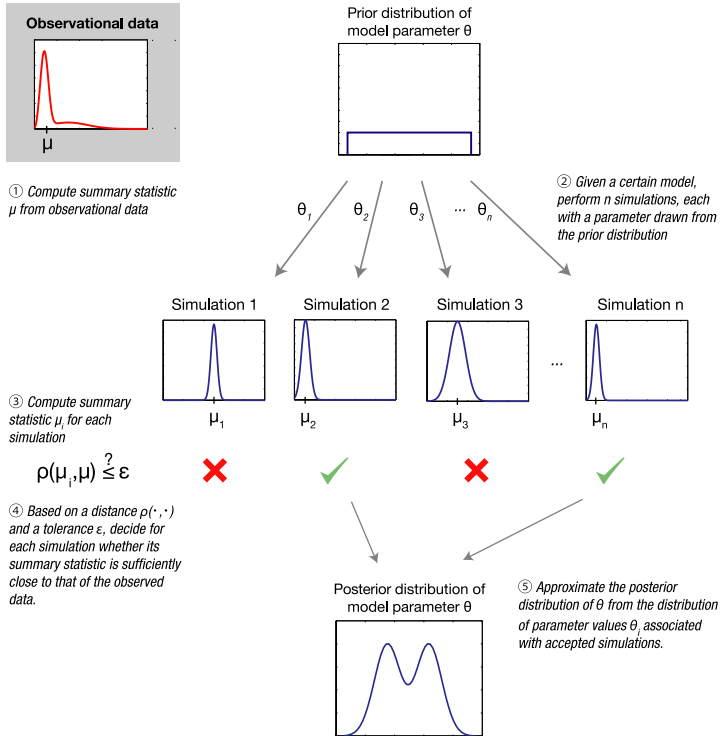 Observational data
μ
Prior distribution of
model parameter θ
① Compute summary statistic
μ from observational data
② Given a certain model,
perform n simulations, each
with a parameter drawn from
the prior distribution
θ1 θ2 θ3 ... θn
Simulation 1 Simulation 2 Simulation 3 Simulation n
...
μ1 μ2 μ3 μn
③ Compute summary
statistic μi for each
simulation
ρ(μi,μ) ≤? ε
④ Based on a distance ρ(·,·)
and a tolerance ε, decide for
each simulation whether its
summary statistic is sufficiently
close to that of the observed
data.
Posterior distribution of
model parameter θ
⑤ Approximate the posterior
distribution of θ from the distribution
of parameter values θi associated
with accepted simulations.